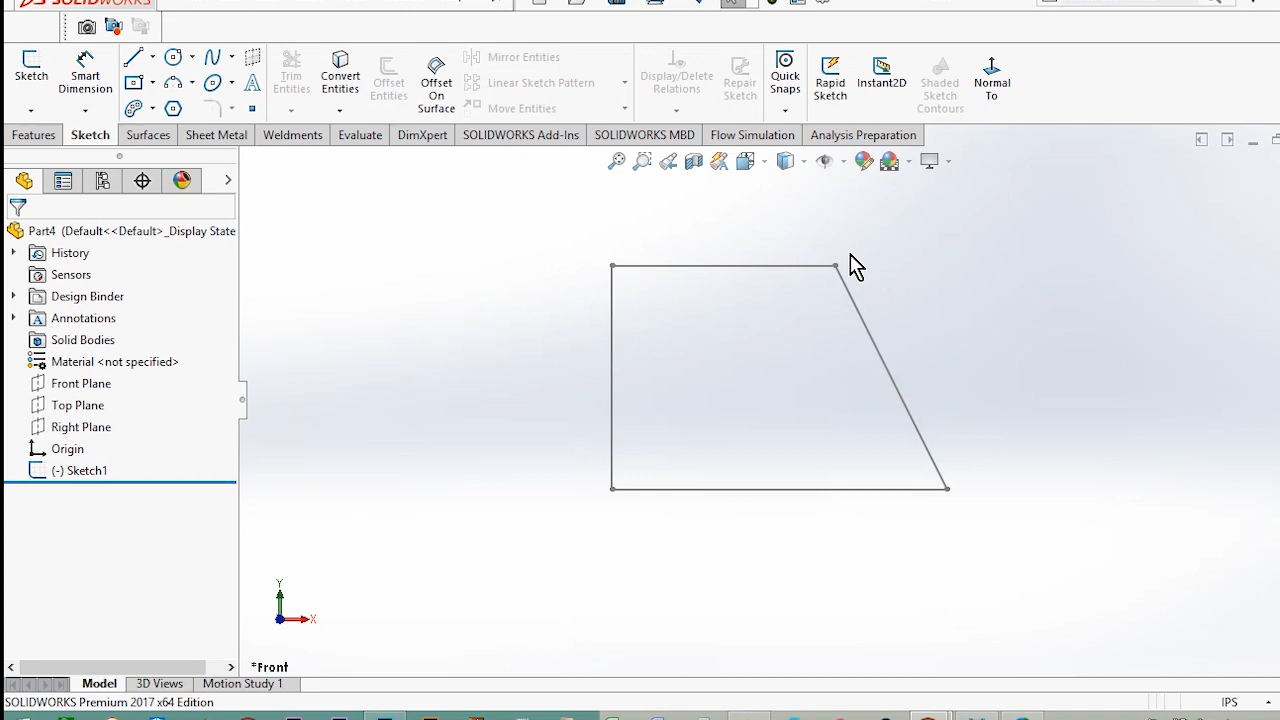 SOLIDWORKS
Sketch
Smart Dimension
Trim Entities
Convert Entities
Offset Entities
Offset On Surface
Mirror Entities
Linear Sketch Pattern
Move Entities
Display/Delete Relations
Repair Sketch
Quick Snaps
Rapid Sketch
Instant2D
Shaded Sketch Contours
Normal To
Features
Sketch
Surfaces
Sheet Metal
Weldments
Evaluate
DimXpert
SOLIDWORKS Add-Ins
SOLIDWORKS MBD
Flow Simulation
Analysis Preparation
Part4 (Default<<Default>_Display State
History
Sensors
Design Binder
Annotations
Solid Bodies
Material <not specified>
Front Plane
Top Plane
Right Plane
Origin
(-) Sketch1
Y
X
*Front
Model
3D Views
Motion Study 1
SOLIDWORKS Premium 2017 x64 Edition
IPS